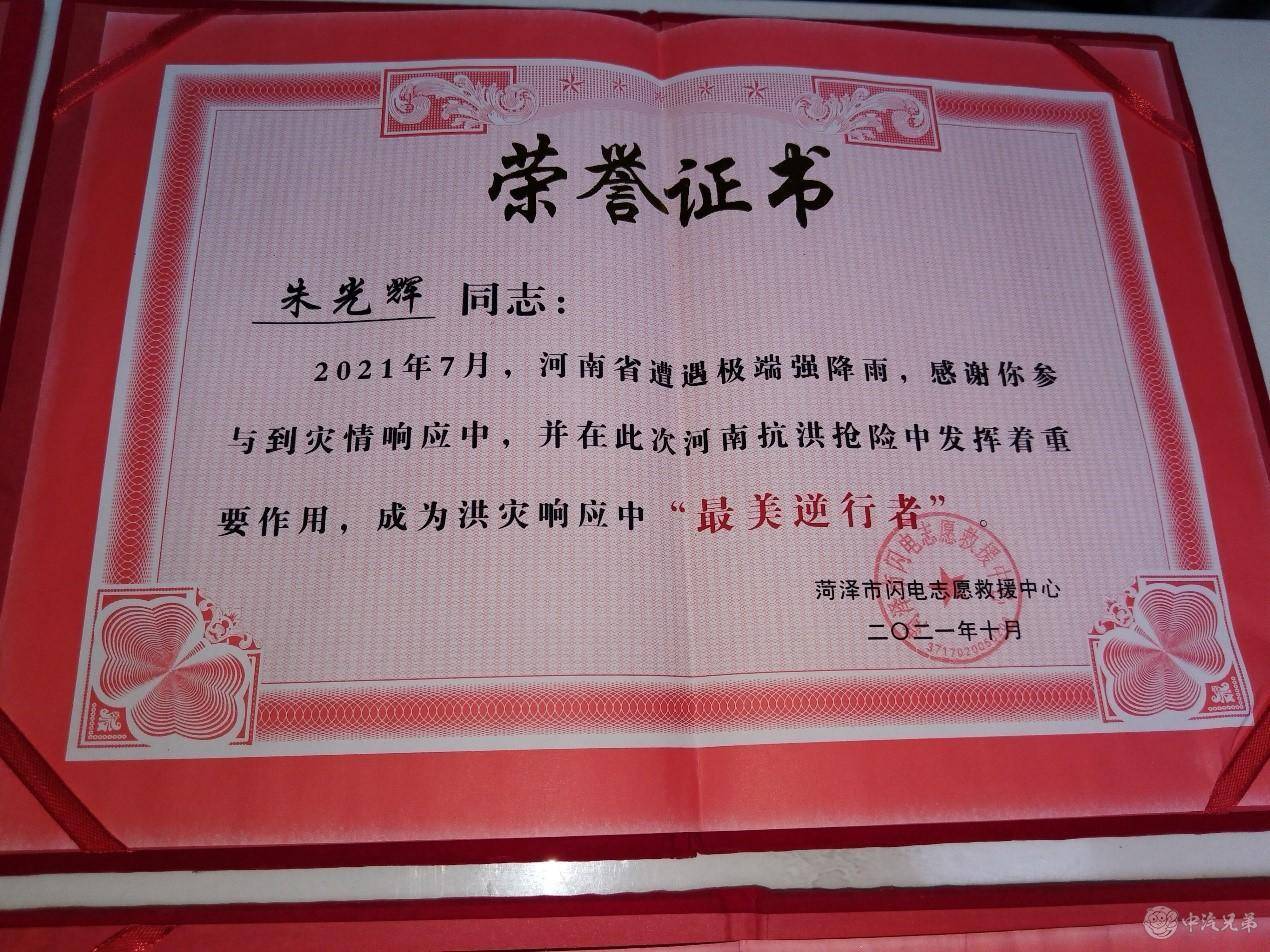 荣誉证书
朱光辉 同志：
2021年7月，河南省遭遇极端强降雨，感谢你参
与到灾情响应中，并在此次河南抗洪抢险中发挥着重
要作用，成为洪灾响应中“最美逆行者”。
菏泽市闪电志愿救援中心
二〇二一年十月
中汽兄弟